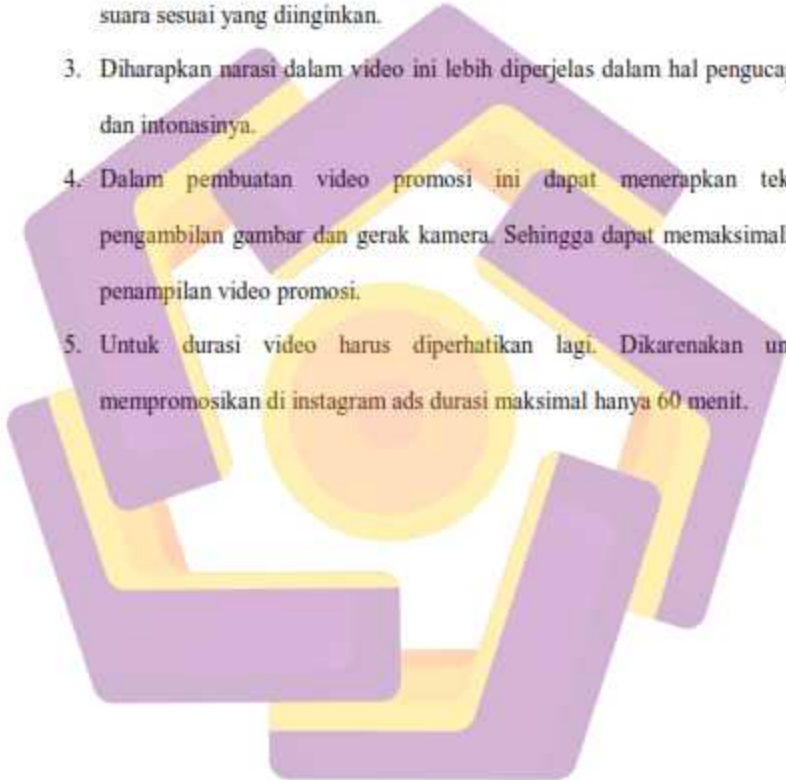 suara sesuai yang diinginkan.
3. Diharapkan narasi dalam video ini lebih diperjelas dalam hal penguca
dan intonasinya.
4. Dalam pembuatan video promosi ini dapat menerapkan tek
pengambilan gambar dan gerak kamera. Sehingga dapat memaksimal
penampilan video promosi.
5. Untuk durasi video harus diperhatikan lagi. Dikarenakan un
mempromosikan di instagram ads durasi maksimal hanya 60 menit.